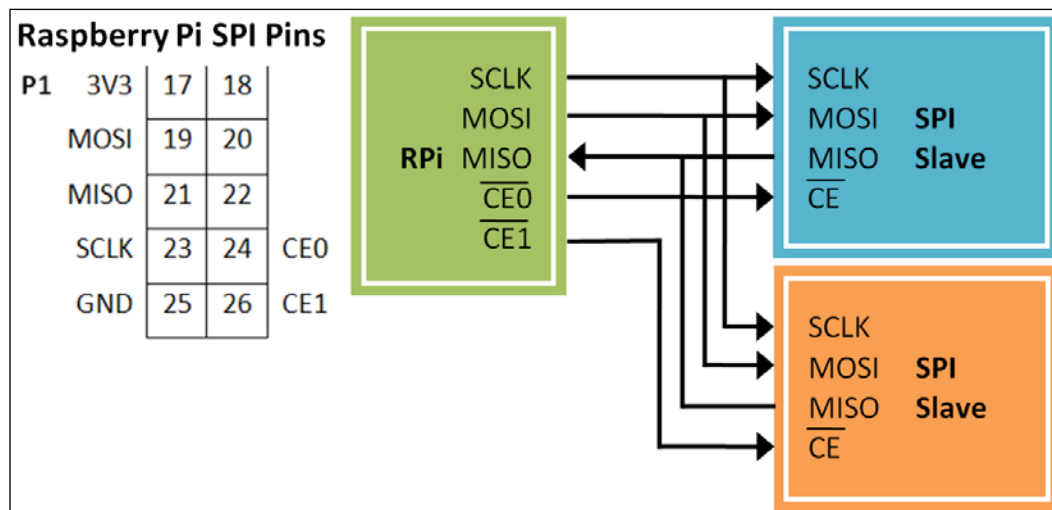 Raspberry Pi SPI Pins
P1 3V3 17 18
MOSI 19 20
MISO 21 22
SCLK 23 24 CE0
GND 25 26 CE1
SCLK
MOSI
RPi MISO
CE0
CE1
SCLK
MOSI SPI
MISO Slave
CE
SCLK
MOSI SPI
MISO Slave
CE